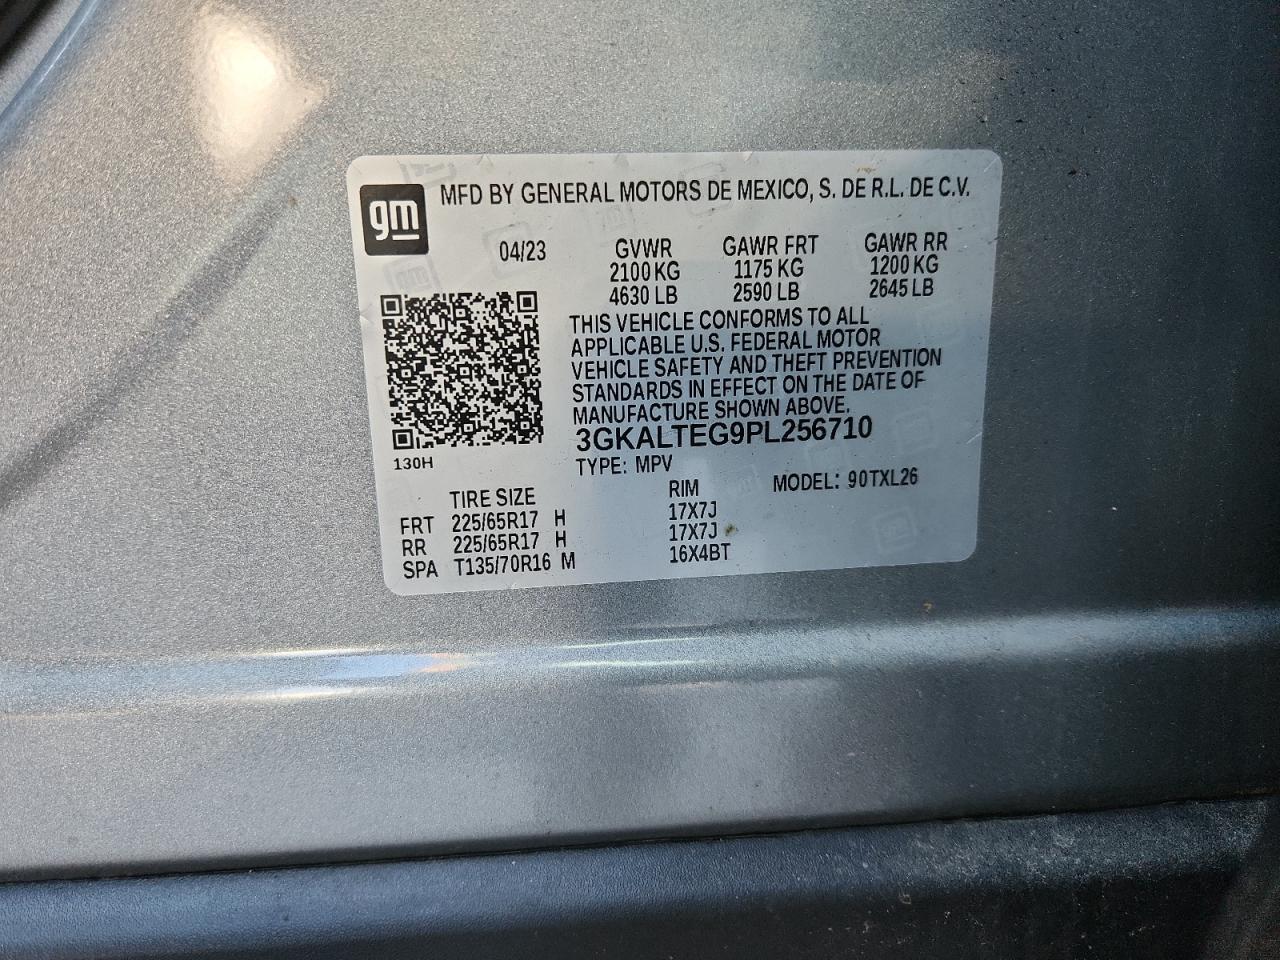 gm
MFD BY GENERAL MOTORS DE MEXICO, S. DE R.L. DE C.V.
04/23 GVWR GAWR FRT GAWR RR
2100 KG 1175 KG 1200 KG
4630 LB 2590 LB 2645 LB
THIS VEHICLE CONFORMS TO ALL
APPLICABLE U.S. FEDERAL MOTOR
VEHICLE SAFETY AND THEFT PREVENTION
STANDARDS IN EFFECT ON THE DATE OF
MANUFACTURE SHOWN ABOVE.
3GKALTEG9PL256710
130H
TYPE: MPV
MODEL: 90TXL26
TIRE SIZE RIM
FRT 225/65R17 H 17X7J
RR 225/65R17 H 17X7J
SPA T135/70R16 M 16X4BT